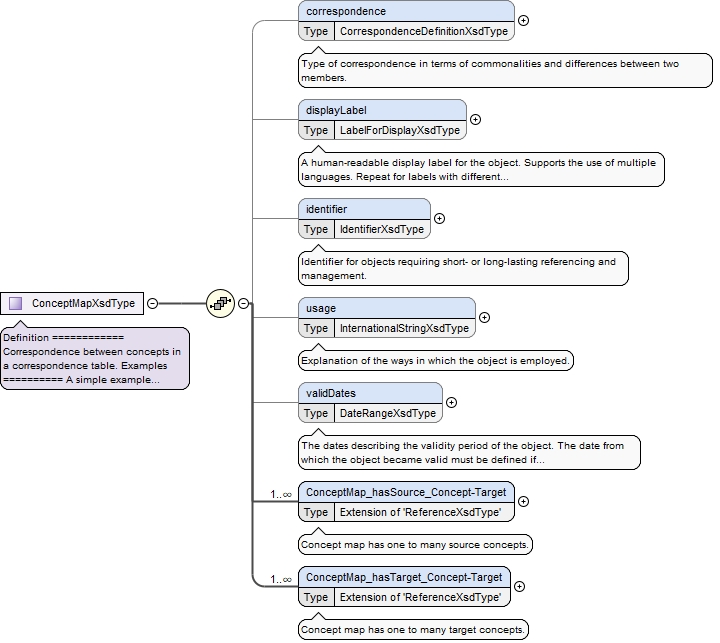 correspondence
Type CorrespondenceDefinitionXsdType
Type of correspondence in terms of commonalities and differences between two
members.
displayLabel
Type LabelForDisplayXsdType
A human-readable display label for the object. Supports the use of multiple
languages. Repeat for labels with different...
identifier
Type IdentifierXsdType
Identifier for objects requiring short- or long-lasting referencing and
management.
ConceptMapXsdType
Definition ============
Correspondence between concepts in
a correspondence table. Examples
========== A simple example...
usage
Type InternationalStringXsdType
Explanation of the ways in which the object is employed.
validDates
Type DateRangeXsdType
The dates describing the validity period of the object. The date from
which the object became valid must be defined if...
1..∞ ConceptMap_hasSource_Concept-Target
Type Extension of 'ReferenceXsdType'
Concept map has one to many source concepts.
1..∞ ConceptMap_hasTarget_Concept-Target
Type Extension of 'ReferenceXsdType'
Concept map has one to many target concepts.